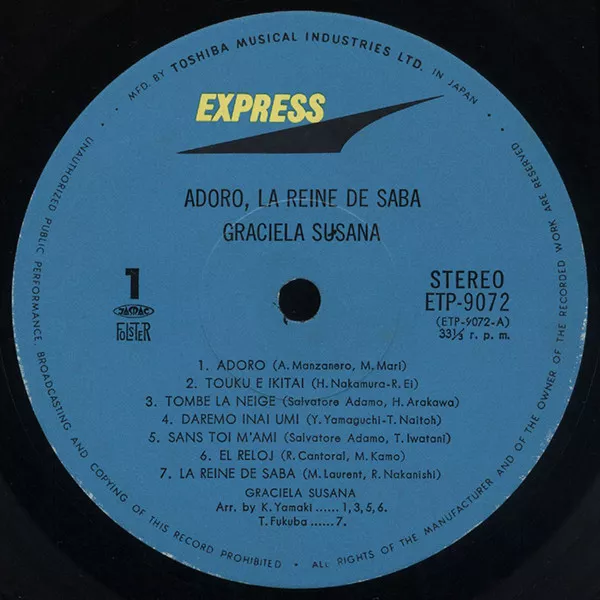 MFD. BY TOSHIBA MUSICAL INDUSTRIES LTD. IN JAPAN
EXPRESS
ADORO, LA REINE DE SABA
GRACIELA SUSANA
1
JASRAC
POLSTER
STEREO
ETP-9072
(ETP-9072-A)
33⅓ r. p. m.
1. ADORO (A. Manzanero, M. Mari)
2. TOUKU E IKITAI (H. Nakamura-R. Ei)
3. TOMBE LA NEIGE (Salvatore Adamo, H. Arakawa)
4. DAREMO INAI UMI (Y. Yamaguchi-T. Naitoh)
5. SANS TOI M'AMI (Salvatore Adamo, T. Iwatani)
6. EL RELOJ (R. Cantoral, M. Kamo)
7. LA REINE DE SABA (M. Laurent, R. Nakanishi)
GRACIELA SUSANA
Arr. by K. Yamaki ...... 1, 3, 5, 6.
T. Fukuba ...... 7.
UNAUTHORIZED PUBLIC PERFORMANCE, BROADCASTING AND COPYING OF THIS RECORD PROHIBITED • ALL RIGHTS OF THE MANUFACTURER AND OF THE OWNER OF THE RECORDED WORK ARE RESERVED